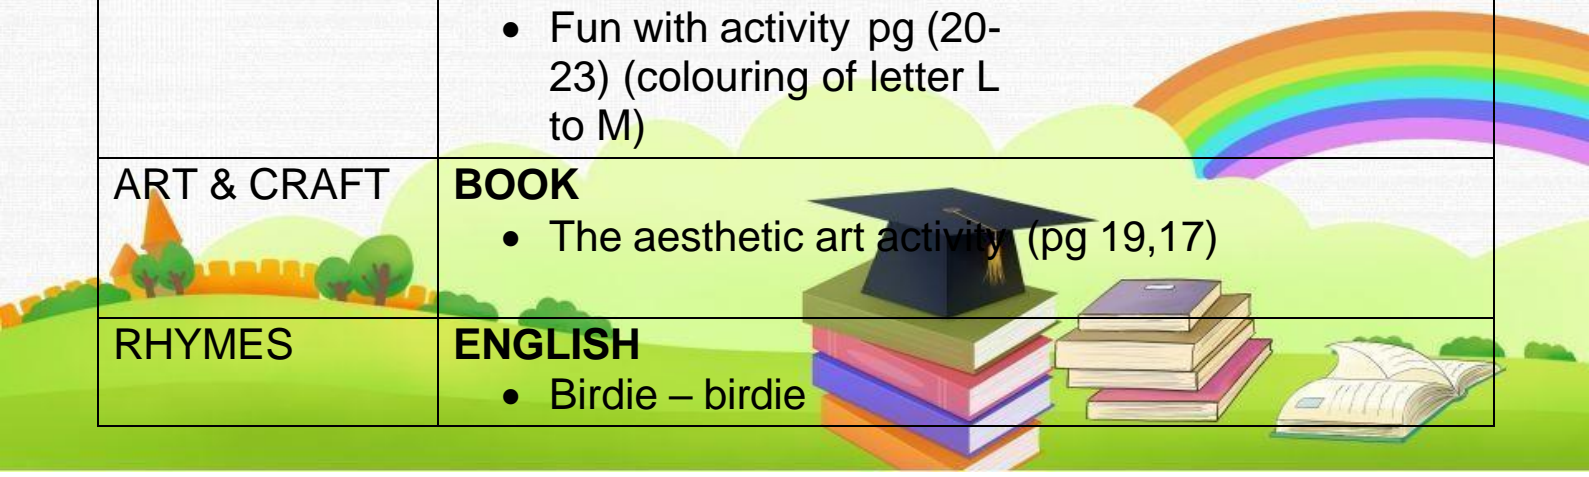 • Fun with activity pg (20-
23) (colouring of letter L
to M)
ART & CRAFT
BOOK
• The aesthetic art activity (pg 19,17)
RHYMES
ENGLISH
• Birdie – birdie